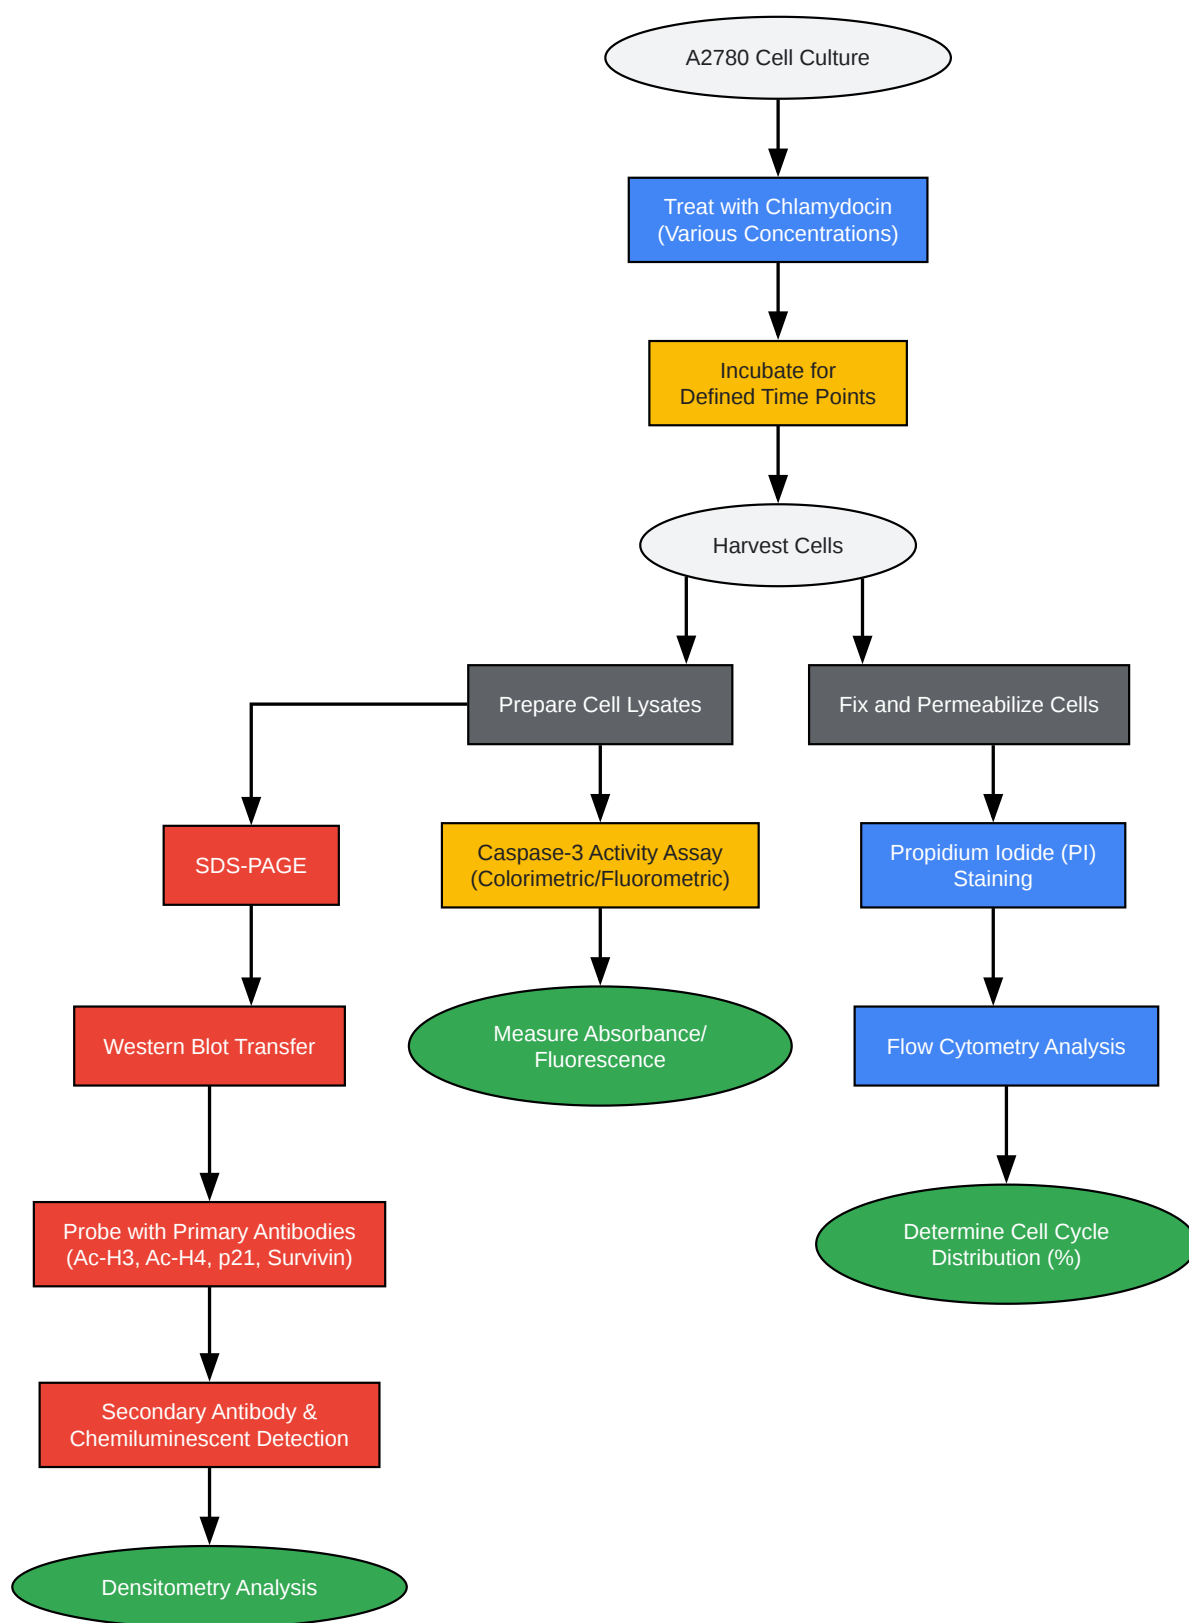 A2780 Cell Culture
Treat with Chlamydocin
(Various Concentrations)
Incubate for
Defined Time Points
Harvest Cells
Prepare Cell Lysates
Fix and Permeabilize Cells
SDS-PAGE
Caspase-3 Activity Assay
(Colorimetric/Fluorometric)
Propidium Iodide (PI)
Staining
Western Blot Transfer
Measure Absorbance/
Fluorescence
Flow Cytometry Analysis
Probe with Primary Antibodies
(Ac-H3, Ac-H4, p21, Survivin)
Determine Cell Cycle
Distribution (%)
Secondary Antibody &
Chemiluminescent Detection
Densitometry Analysis